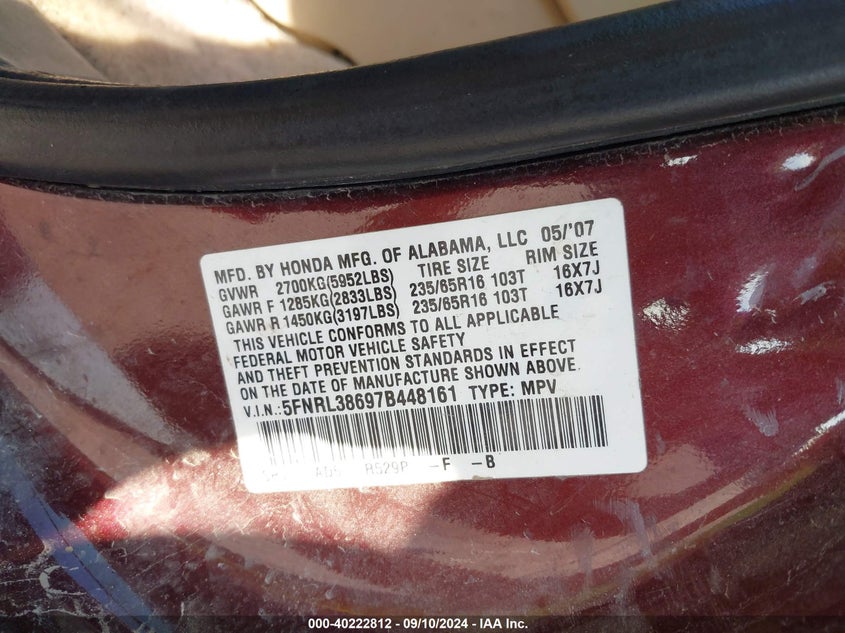 MFD. BY HONDA MFG. OF ALABAMA, LLC 05/'07
GVWR 2700KG(5952LBS) TIRE SIZE RIM SIZE
GAWR F 1285KG(2833LBS) 235/65R16 103T 16X7J
GAWR R 1450KG(3197LBS) 235/65R16 103T 16X7J
THIS VEHICLE CONFORMS TO ALL APPLICABLE
FEDERAL MOTOR VEHICLE SAFETY
AND THEFT PREVENTION STANDARDS IN EFFECT
ON THE DATE OF MANUFACTURE SHOWN ABOVE.
V.I.N.:5FNRL38697B448161 TYPE: MPV
R529P -F -B
000-40222812 - 09/10/2024 - IAA Inc.